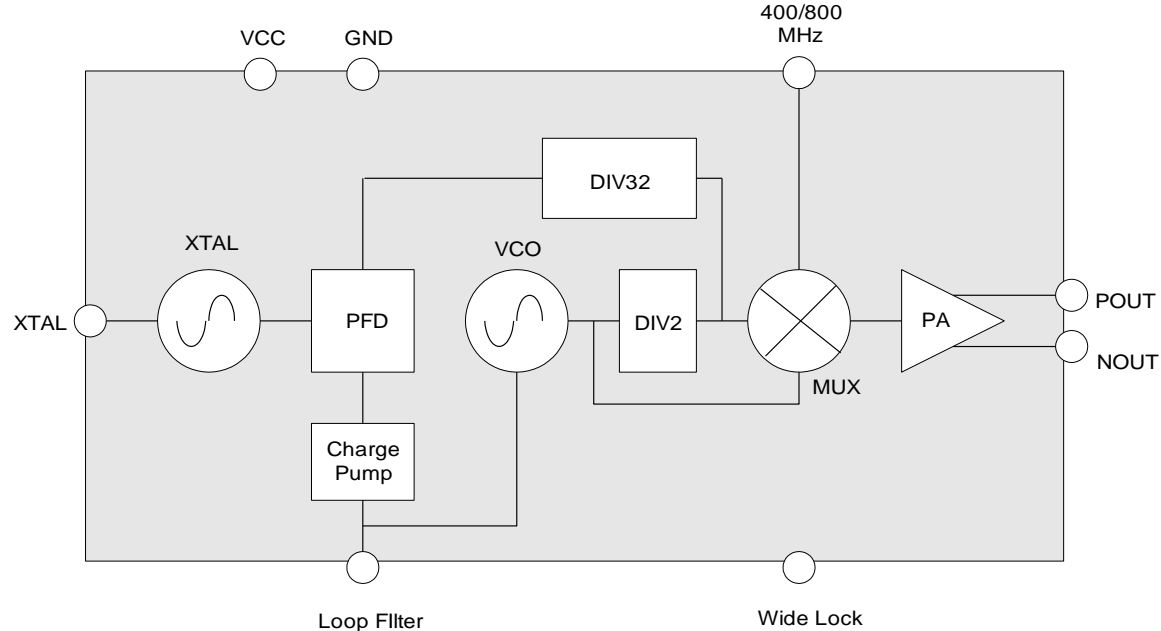 400/800
MHz
VCC
GND
DIV32
XTAL
VCO
XTAL
PFD
DIV2
PA
POUT
NOUT
MUX
Charge
Pump
Loop FIlter
Wide Lock